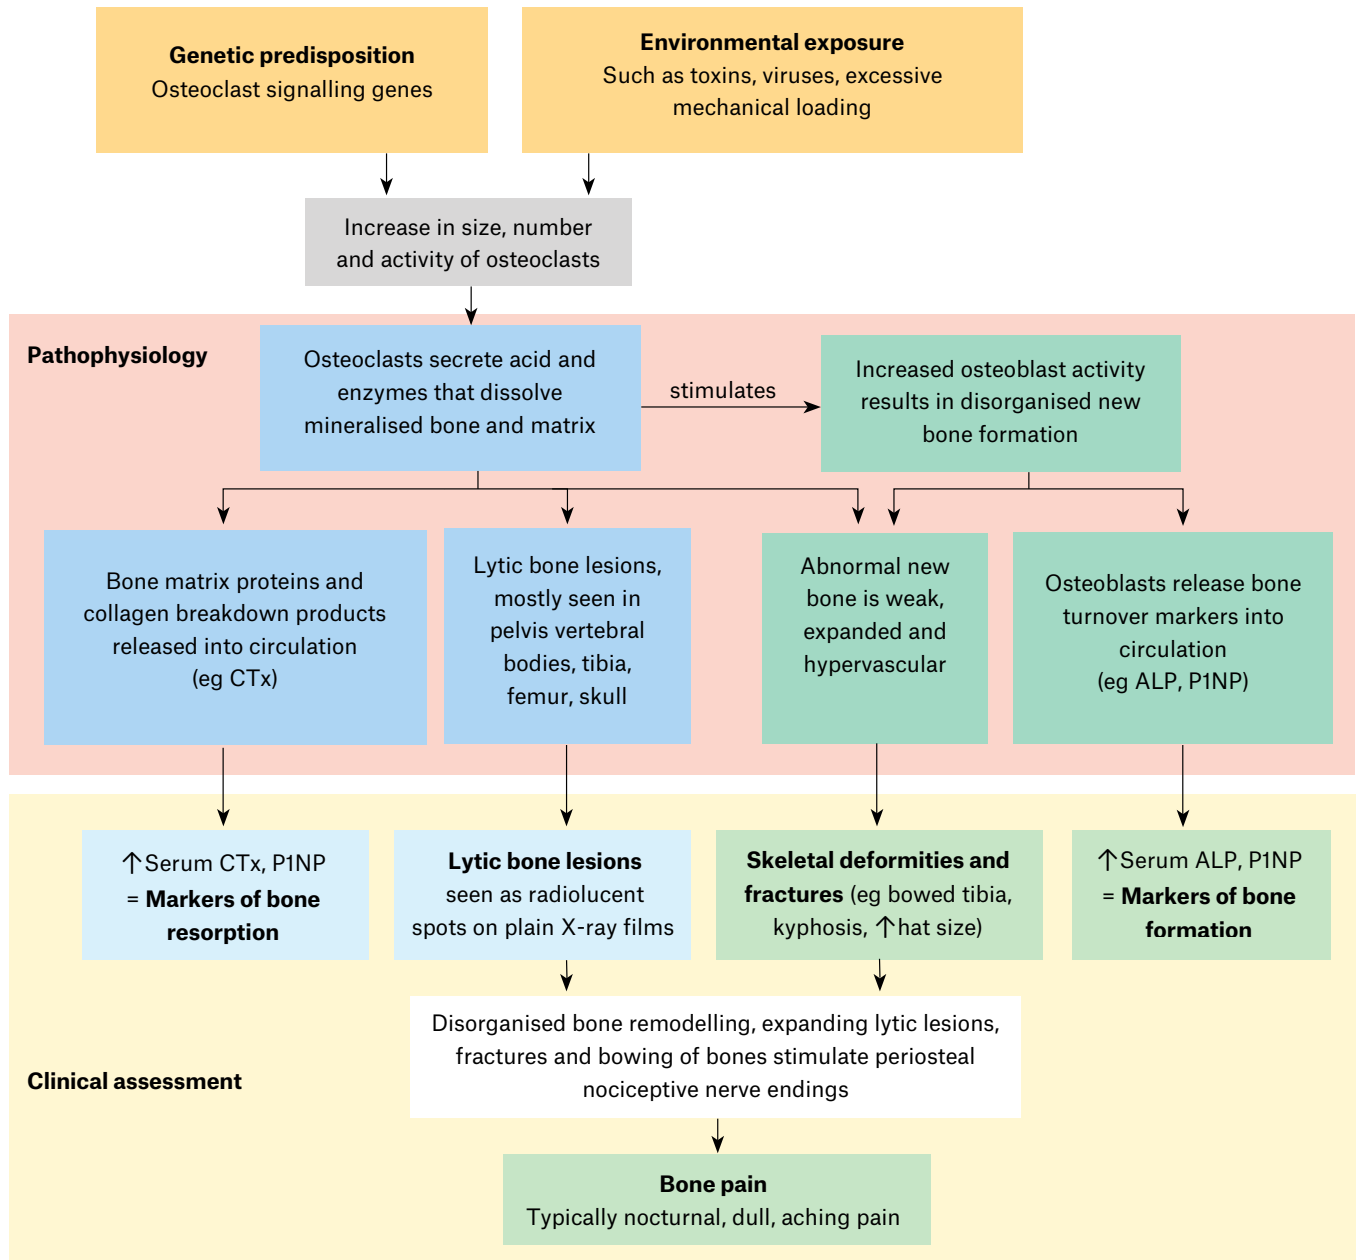 Genetic predisposition
Osteoclast signalling genes
Environmental exposure
Such as toxins, viruses, excessive
mechanical loading
Increase in size, number
and activity of osteoclasts
Pathophysiology
Osteoclasts secrete acid and
enzymes that dissolve
mineralised bone and matrix
stimulates
Increased osteoblast activity
results in disorganised new
bone formation
Bone matrix proteins and
collagen breakdown products
released into circulation
(eg CTx)
Lytic bone lesions,
mostly seen in
pelvis vertebral
bodies, tibia,
femur, skull
Abnormal new
bone is weak,
expanded and
hypervascular
Osteoblasts release bone
turnover markers into
circulation
(eg ALP, P1NP)
↑Serum CTx, P1NP
= Markers of bone
resorption
Lytic bone lesions
seen as radiolucent
spots on plain X-ray films
Skeletal deformities and
fractures (eg bowed tibia,
kyphosis, ↑hat size)
↑Serum ALP, P1NP
= Markers of bone
formation
Disorganised bone remodelling, expanding lytic lesions,
fractures and bowing of bones stimulate periosteal
nociceptive nerve endings
Clinical assessment
Bone pain
Typically nocturnal, dull, aching pain